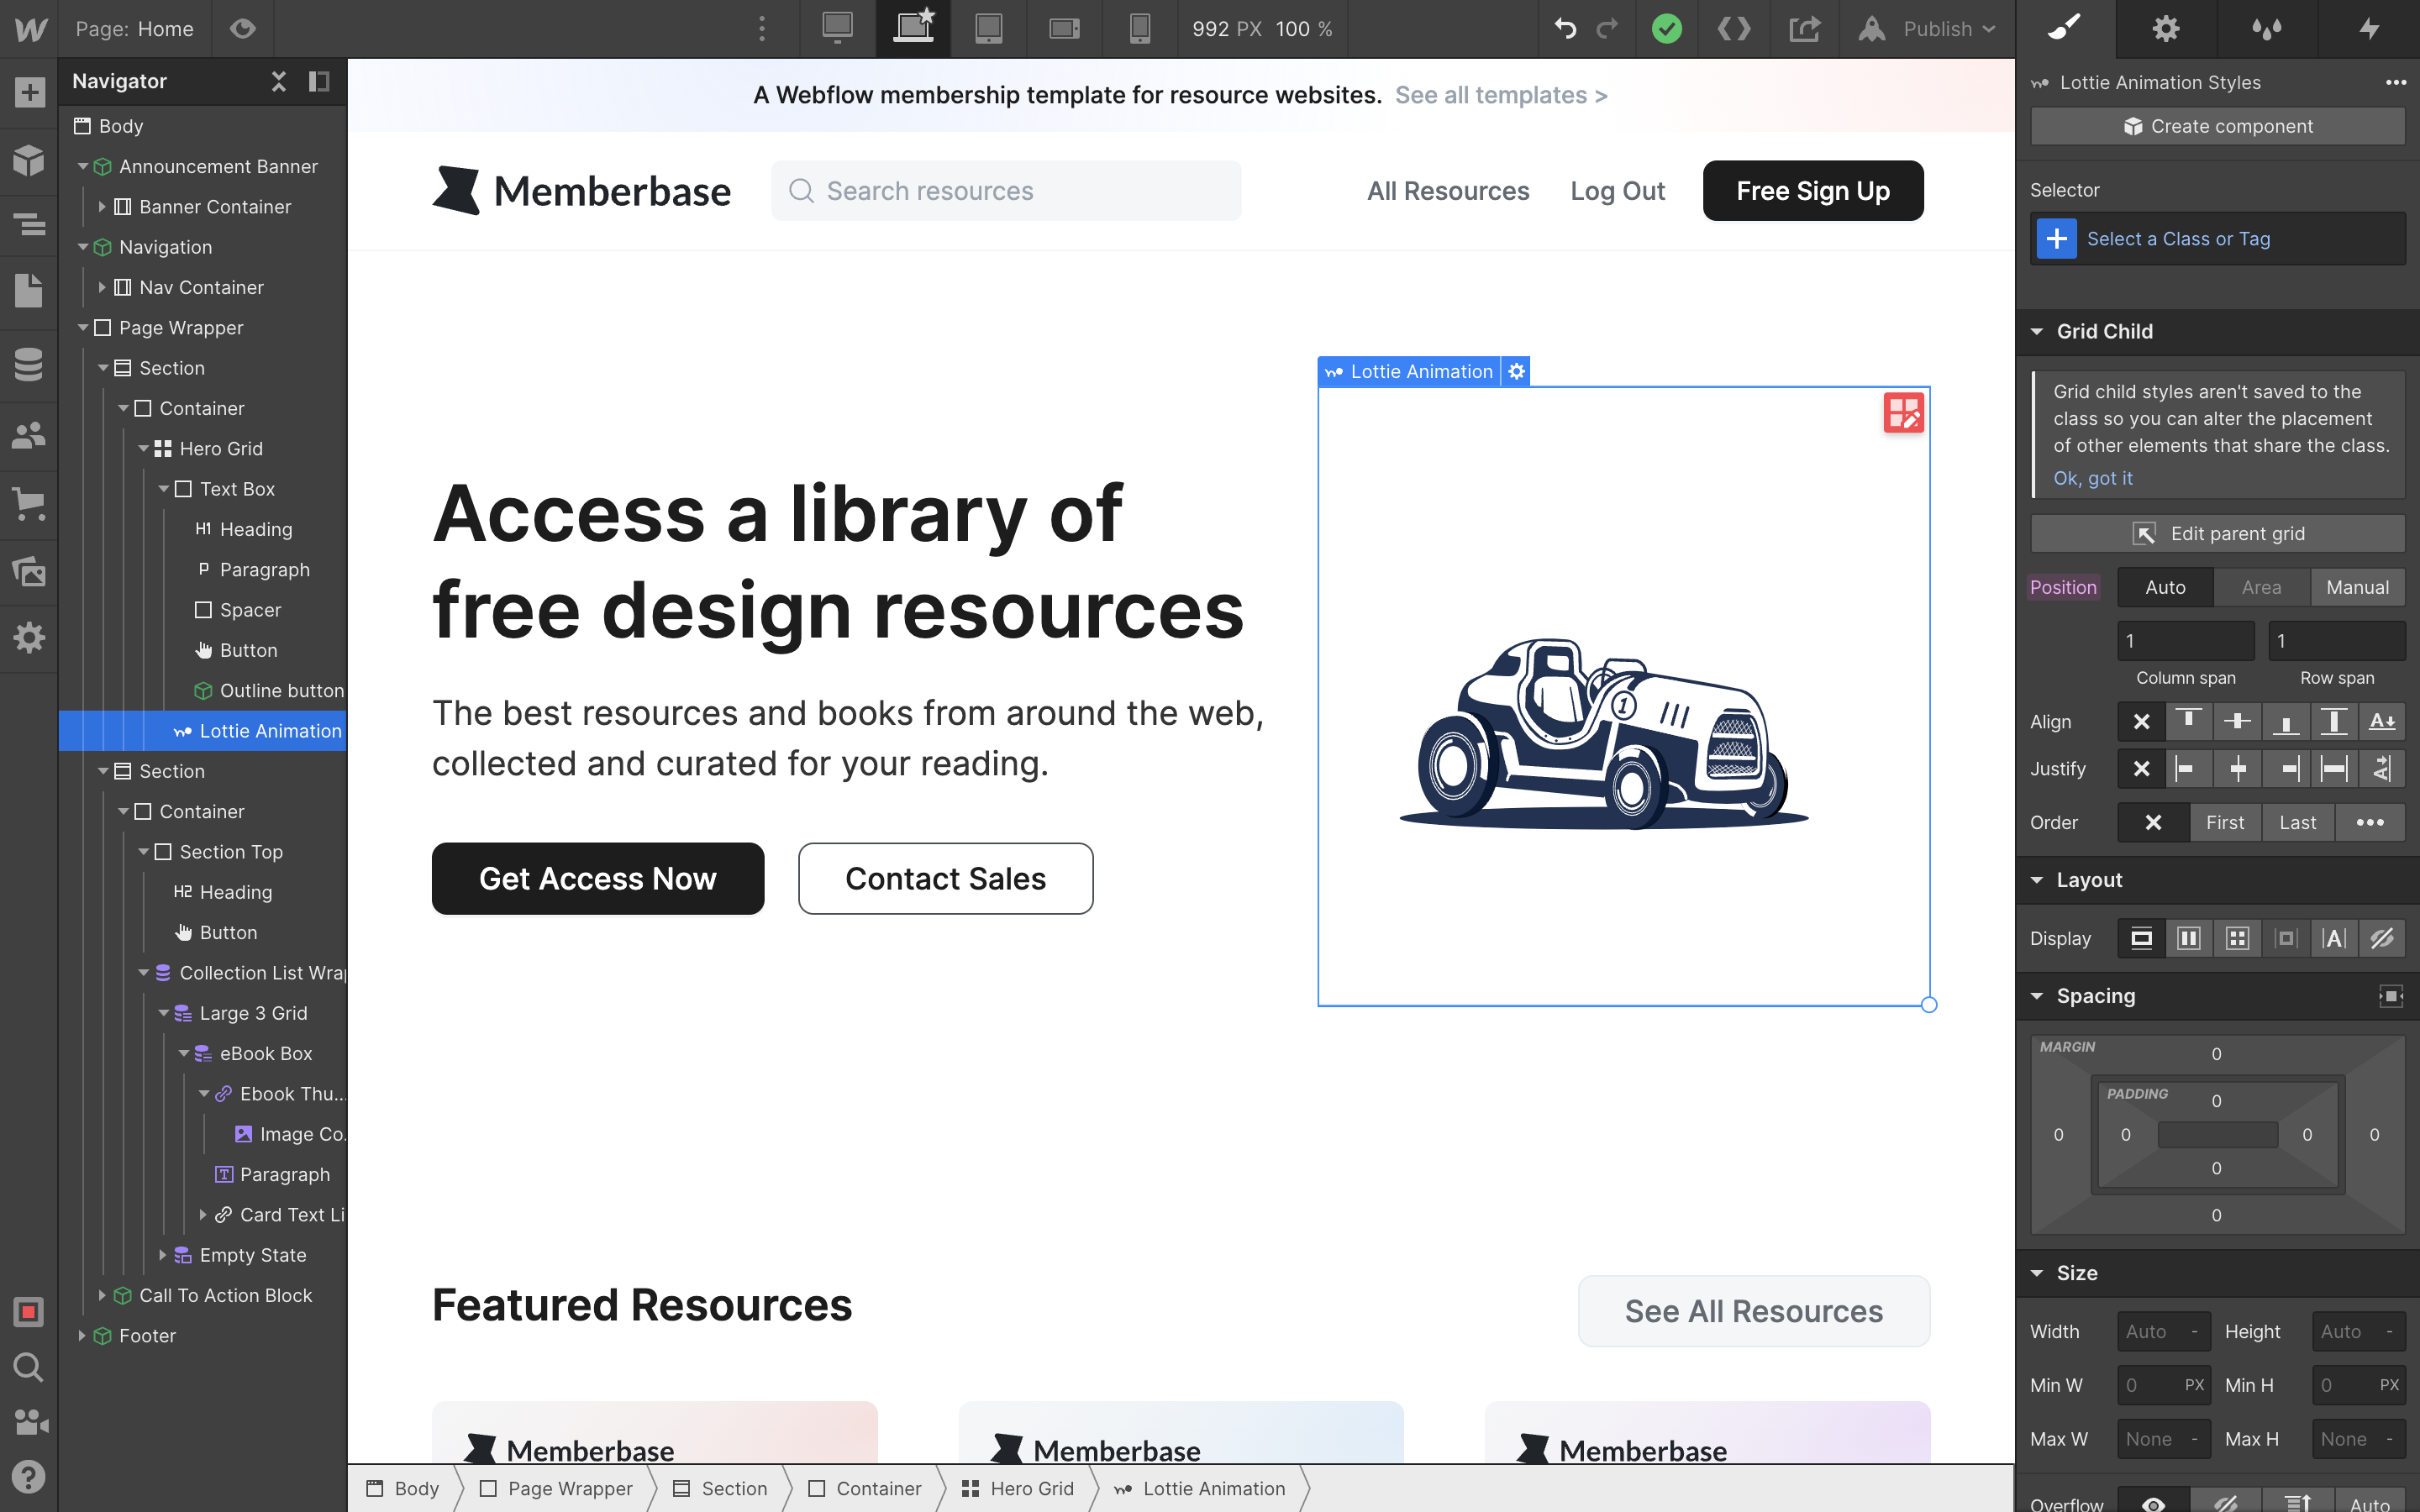 Page: Home
992 PX 100 %
Publish
Navigator
Body
Announcement Banner
Banner Container
Navigation
Nav Container
Page Wrapper
Section
Container
Hero Grid
Text Box
H1 Heading
P Paragraph
Spacer
Button
Outline button
Lottie Animation
Section
Container
Section Top
H2 Heading
Button
Collection List Wrap
Large 3 Grid
eBook Box
Ebook Thu...
Image Co.
Paragraph
Card Text Li
Empty State
Call To Action Block
Footer
A Webflow membership template for resource websites. See all templates >
Memberbase
Search resources
All Resources
Log Out
Free Sign Up
Lottie Animation
Access a library of
free design resources
The best resources and books from around the web,
collected and curated for your reading.
Get Access Now
Contact Sales
1
Featured Resources
See All Resources
Memberbase
Memberbase
Memberbase
Body
Page Wrapper
Section
Container
Hero Grid
Lottie Animation
Lottie Animation Styles
Create component
Selector
Select a Class or Tag
Grid Child
Grid child styles aren't saved to the
class so you can alter the placement
of other elements that share the class.
Ok, got it
Edit parent grid
Position Auto Area Manual
1 1
Column span Row span
Align
Justify
Order First Last
Layout
Display
Spacing
MARGIN
0
PADDING
0
0 0 0 0
0
0
Size
Width Auto - Height Auto -
Min W 0 PX Min H 0 PX
Max W None - Max H None -
Overflow Auto